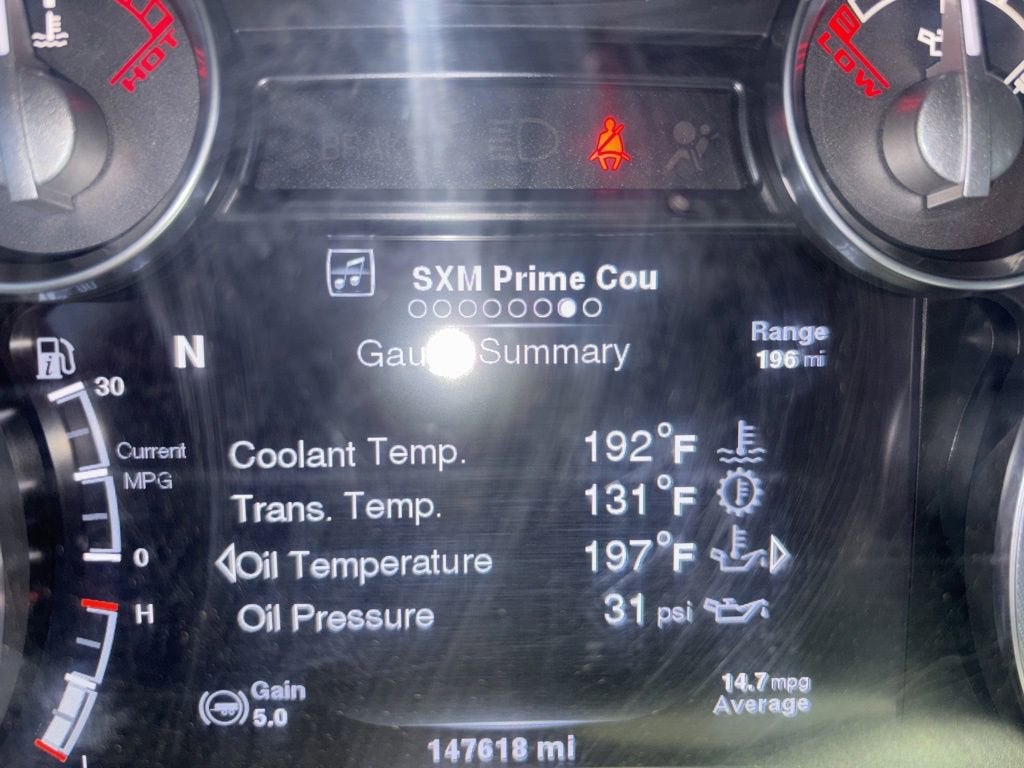 HOT
LOW
SXM Prime Cou
N
Summary
Range
196 mi
30
Current
MPG
0
H
Coolant Temp. 192°F
Trans. Temp. 131°F
Oil Temperature 197°F
Oil Pressure 31 psi
Gain
5.0
14.7 mpg
Average
147618 mi